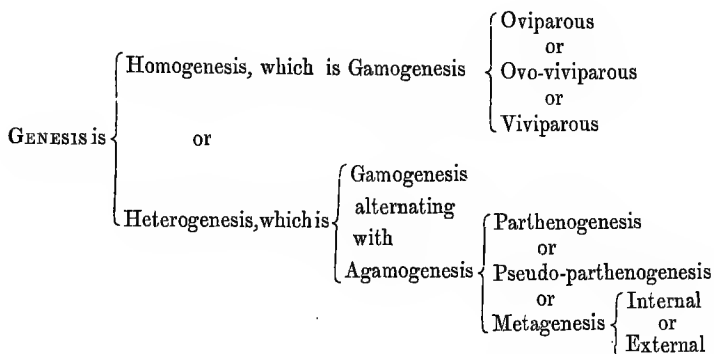 Oviparous
or
Homogenesis, which is Gamogenesis Ovo-viviparous
or
Viviparous
GENESIS is or
Gamogenesis
alternating
Heterogenesis, which is with Parthenogenesis
or
Agamogenesis Pseudo-parthenogenesis
or Internal
Metagenesis or
External